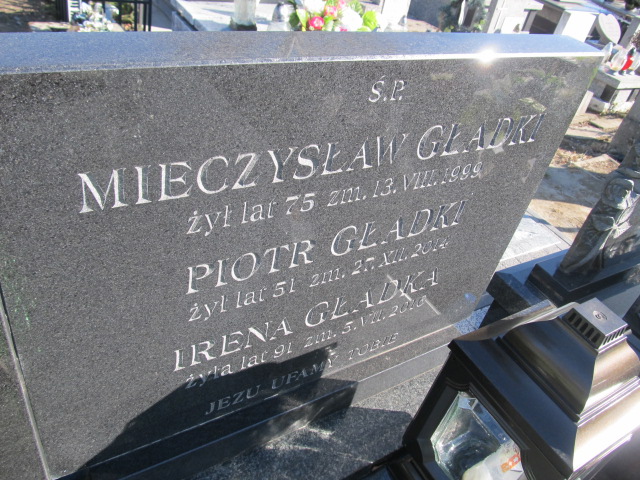 Ś.P.
MIECZYSŁAW GŁADKI
żył lat 75 zm. 13. VIII. 1999.
PIOTR GŁADKI
żył lat 51 zm. 27. XII. 2014
IRENA GŁADKA
żyła lat 91 zm. 5. VII. 2016
JEZU UFAMY TOBIE